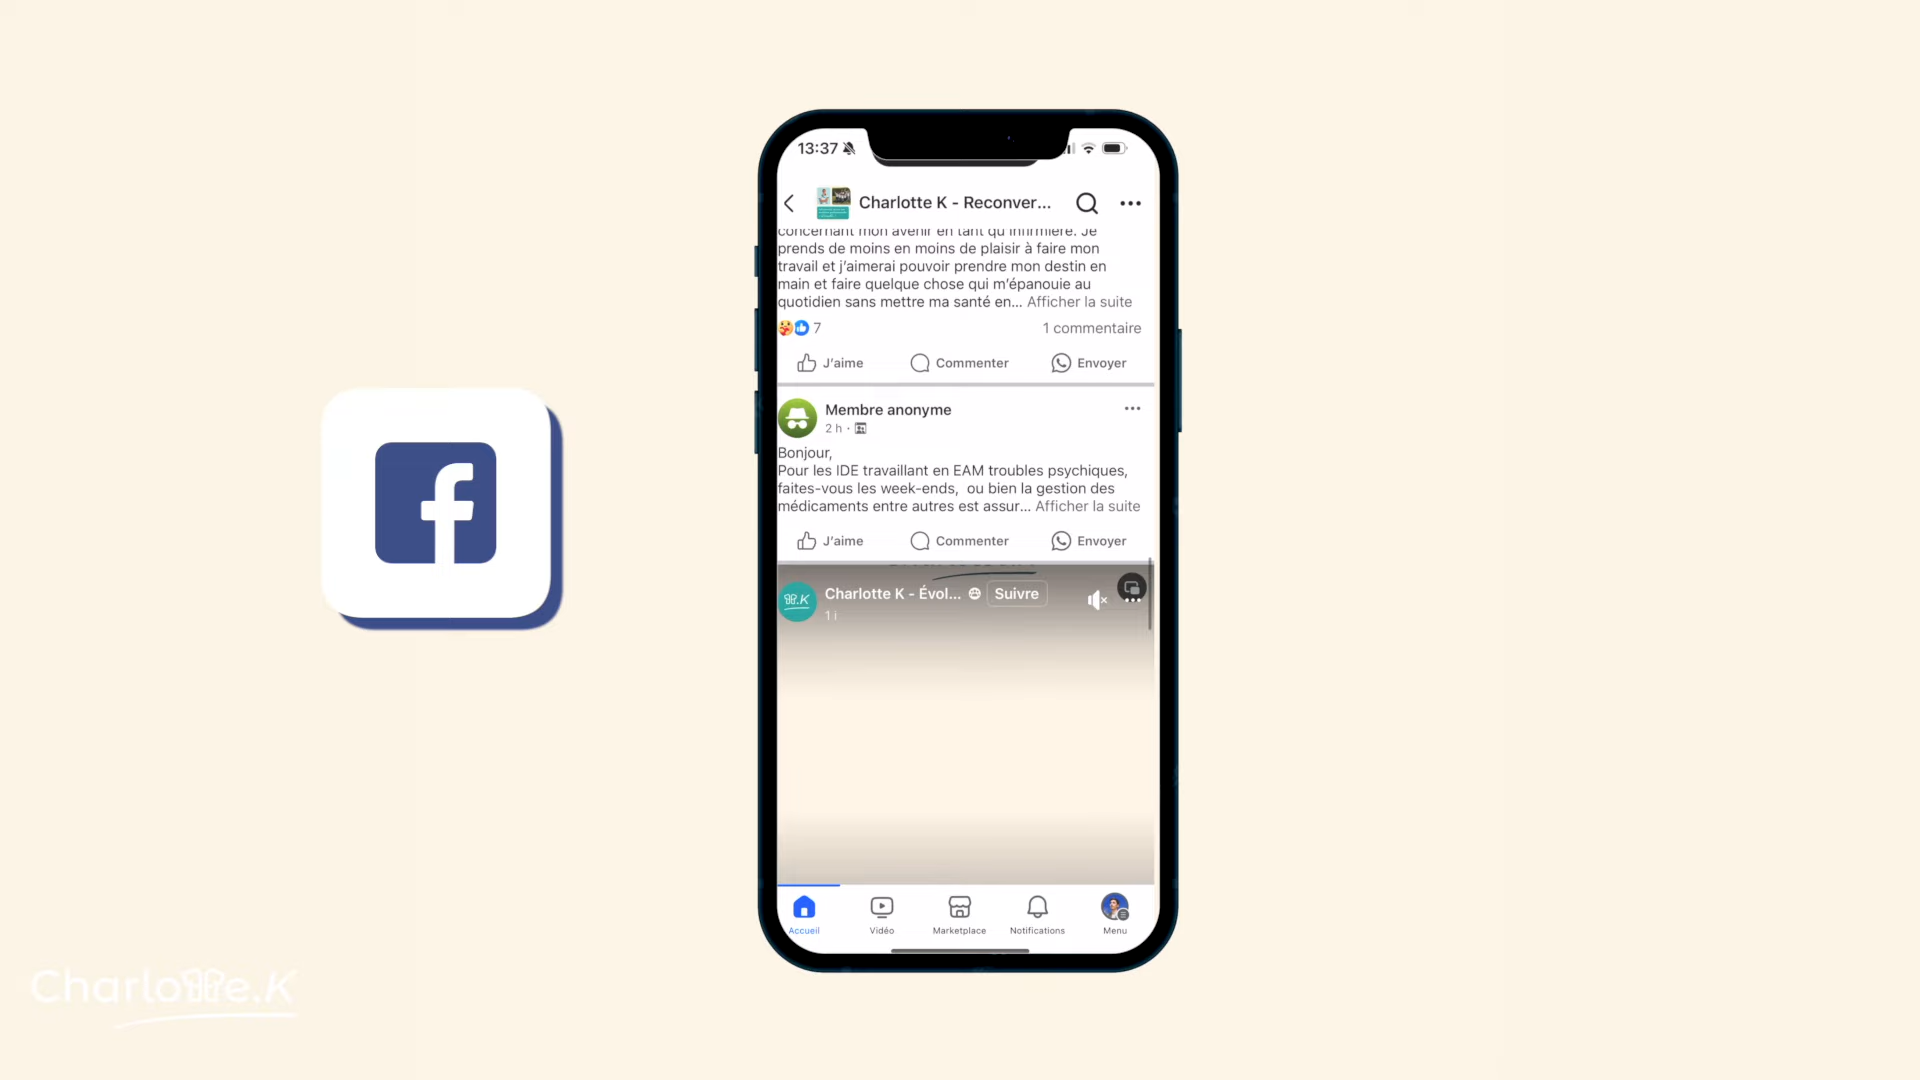 13:37
Charlotte K - Reconver...
concernant mon avenir en tant qu'infirmière. Je
prends de moins en moins de plaisir à faire mon
travail et j’aimerai pouvoir prendre mon destin en
main et faire quelque chose qui m’épanouie au
quotidien sans mettre ma santé en... Afficher la suite
7
1 commentaire
J’aime
Commenter
Envoyer
Membre anonyme
2 h ·
Bonjour,
Pour les IDE travaillant en EAM troubles psychiques,
faites-vous les week-ends, ou bien la gestion des
médicaments entre autres est assur... Afficher la suite
J’aime
Commenter
Envoyer
Charlotte K - Évol...
Suivre
.K
Accueil
Vidéo
Marketplace
Notifications
Menu
Charlotte.K